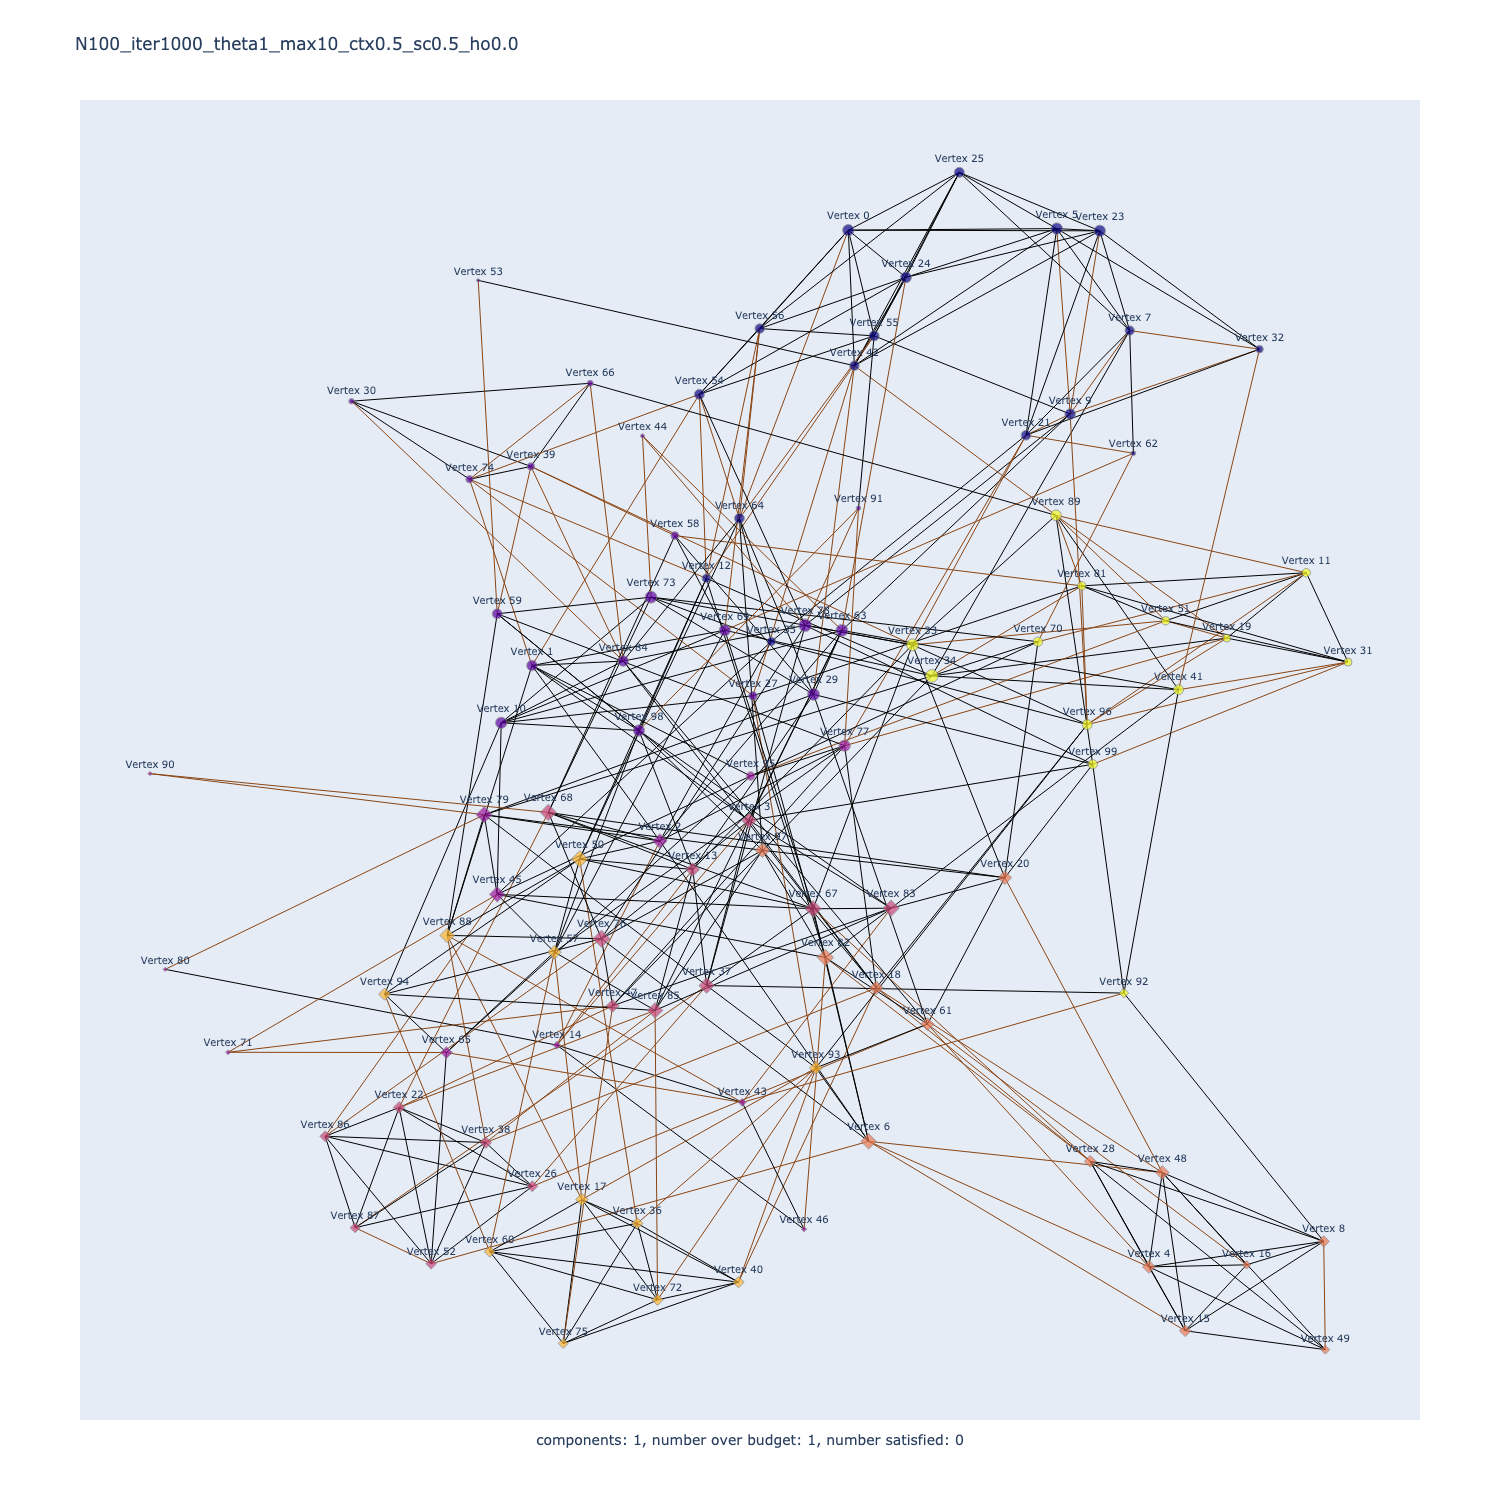 N100_iter1000_theta1_max10_ctx0.5_sc0.5_ho0.0
Vertex 25
Vertex 0
Vertex 5
Vertex 23
Vertex 24
Vertex 53
Vertex 56
Vertex 55
Vertex 7
Vertex 32
Vertex 42
Vertex 66
Vertex 54
Vertex 30
Vertex 9
Vertex 21
Vertex 44
Vertex 62
Vertex 39
Vertex 74
Vertex 91
Vertex 89
Vertex 64
Vertex 58
Vertex 11
Vertex 12
Vertex 81
Vertex 73
Vertex 59
Vertex 51
Vertex 69
Vertex 63
Vertex 19
Vertex 33
Vertex 70
Vertex 1
Vertex 84
Vertex 34
Vertex 31
Vertex 41
Vertex 27
Vertex 29
Vertex 10
Vertex 98
Vertex 96
Vertex 77
Vertex 99
Vertex 90
Vertex 79
Vertex 68
Vertex 3
Vertex 2
Vertex 50
Vertex 13
Vertex 20
Vertex 45
Vertex 67
Vertex 83
Vertex 88
Vertex 76
Vertex 57
Vertex 82
Vertex 80
Vertex 94
Vertex 37
Vertex 18
Vertex 92
Vertex 47
Vertex 85
Vertex 61
Vertex 71
Vertex 65
Vertex 14
Vertex 93
Vertex 43
Vertex 22
Vertex 86
Vertex 38
Vertex 6
Vertex 28
Vertex 48
Vertex 26
Vertex 17
Vertex 87
Vertex 36
Vertex 46
Vertex 8
Vertex 60
Vertex 52
Vertex 4
Vertex 16
Vertex 40
Vertex 72
Vertex 15
Vertex 75
Vertex 49
components: 1, number over budget: 1, number satisfied: 0